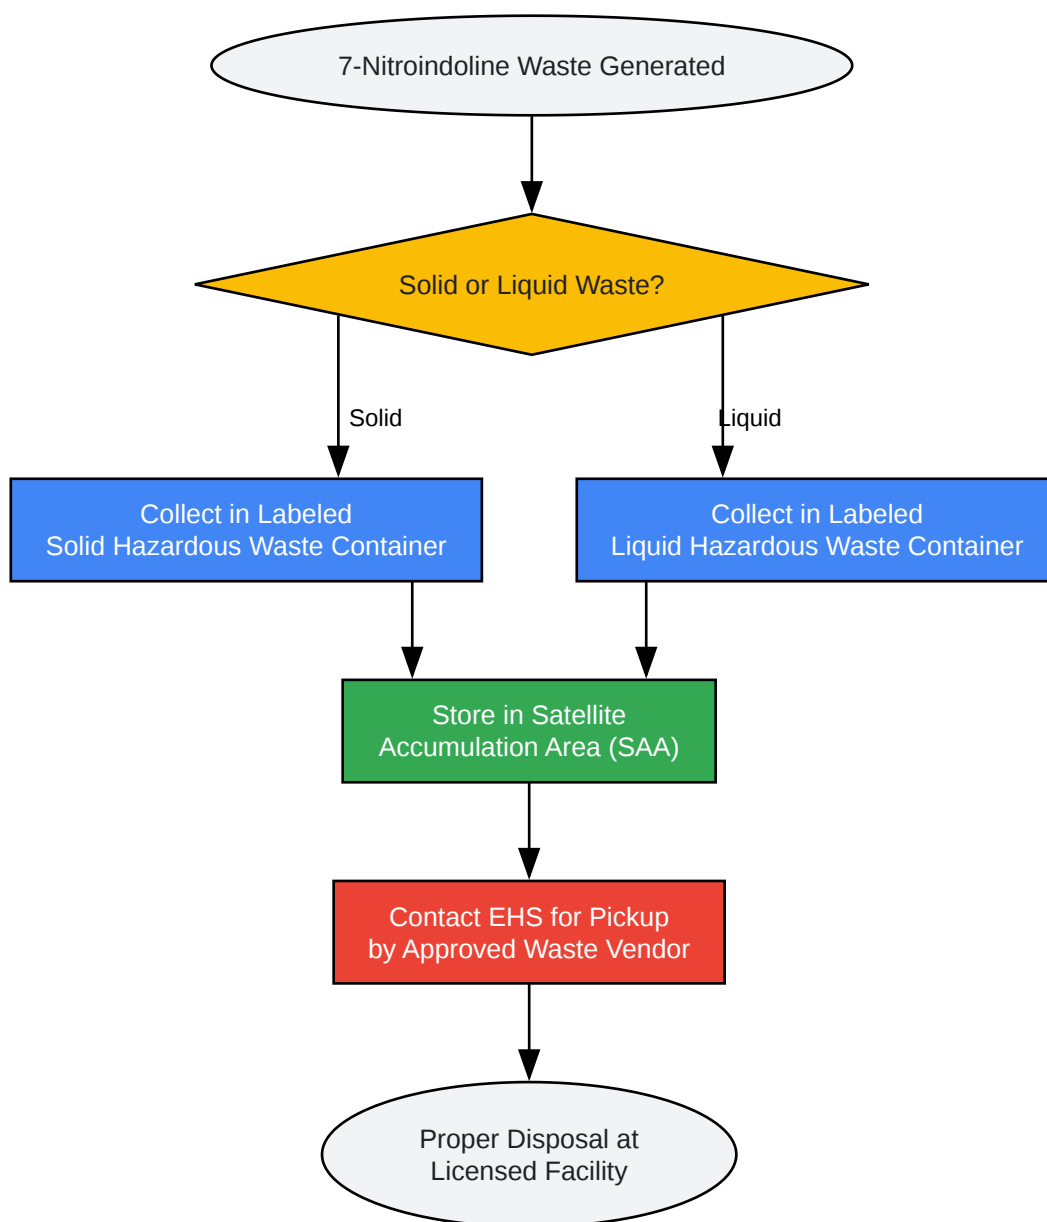 7-Nitroindoline Waste Generated
Solid or Liquid Waste?
Solid
Liquid
Collect in Labeled
Solid Hazardous Waste Container
Collect in Labeled
Liquid Hazardous Waste Container
Store in Satellite
Accumulation Area (SAA)
Contact EHS for Pickup
by Approved Waste Vendor
Proper Disposal at
Licensed Facility